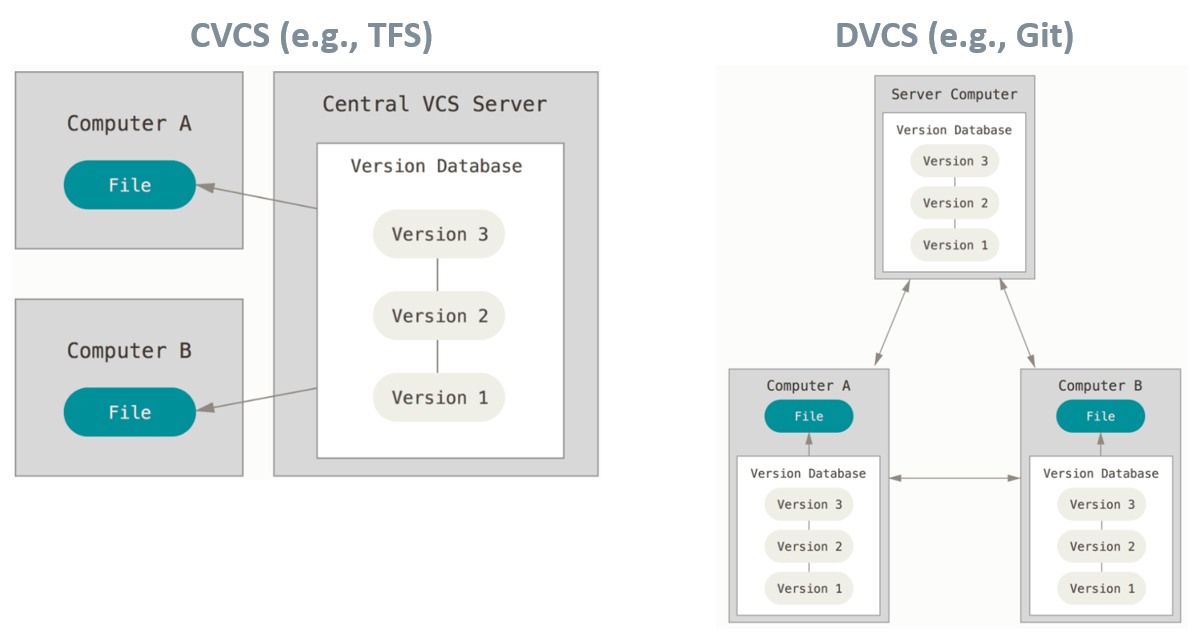 CVCS (e.g., TFS)
Computer A
File
Computer B
File
Central VCS Server
Version Database
Version 3
Version 2
Version 1
DVCS (e.g., Git)
Server Computer
Version Database
Version 3
Version 2
Version 1
Computer A
File
Version Database
Version 3
Version 2
Version 1
Computer B
File
Version Database
Version 3
Version 2
Version 1